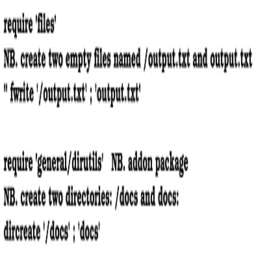 require 'files'
NB. create two empty files named /output.txt and output.txt
'' fwrite '/output.txt' ; 'output.txt'
require 'general/dirutils' NB. addon package
NB. create two directories: /docs and docs:
dircreate '/docs' ; 'docs'